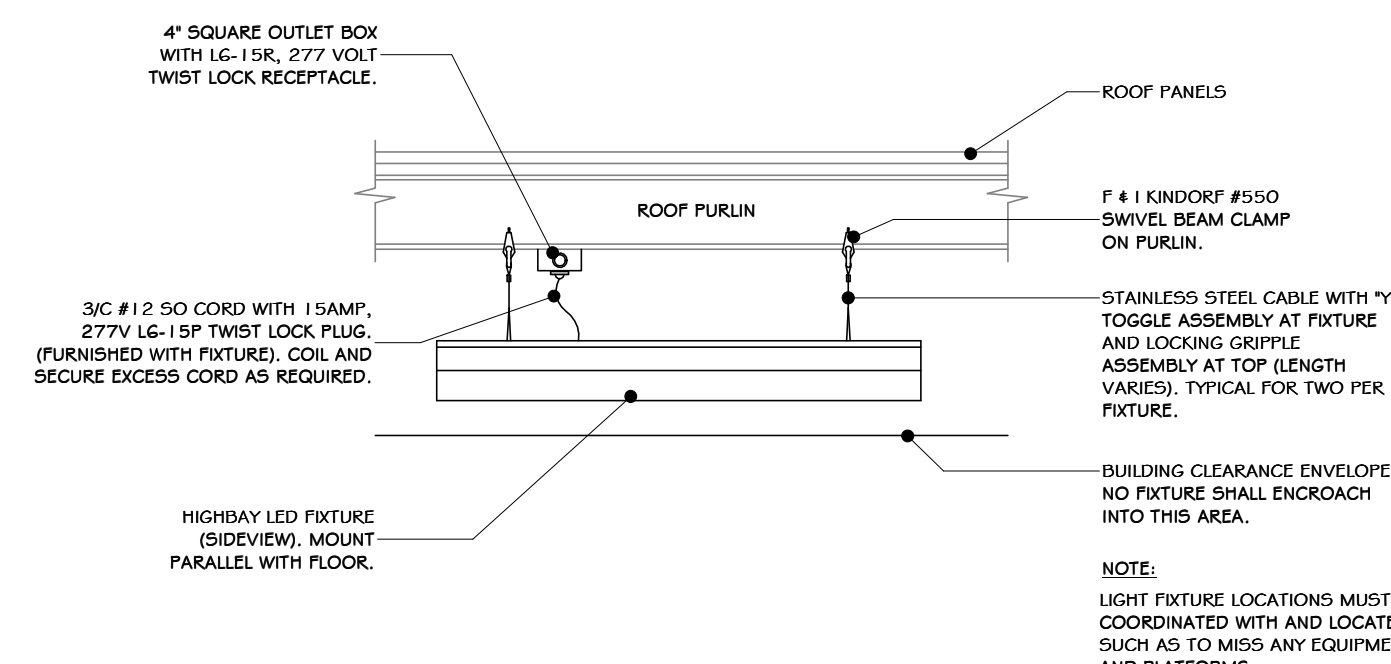 4" SQUARE OUTLET BOX
WITH L6-15R, 277 VOLT
TWIST LOCK RECEPTACLE.
ROOF PANELS
F & I KINDORF #550
SWIVEL BEAM CLAMP
ON PURLIN.
ROOF PURLIN
3/C #12 SO CORD WITH 15AMP,
277V L6-15P TWIST LOCK PLUG.
(FURNISHED WITH FIXTURE). COIL AND
SECURE EXCESS CORD AS REQUIRED.
STAINLESS STEEL CABLE WITH "Y
TOGGLE ASSEMBLY AT FIXTURE
AND LOCKING GRIPPLE
ASSEMBLY AT TOP (LENGTH
VARIES). TYPICAL FOR TWO PER
FIXTURE.
BUILDING CLEARANCE ENVELOPE
NO FIXTURE SHALL ENCROACH
INTO THIS AREA.
HIGHBAY LED FIXTURE
(SIDEVIEW). MOUNT
PARALLEL WITH FLOOR.
NOTE:
LIGHT FIXTURE LOCATIONS MUST
COORDINATED WITH AND LOCATE
SUCH AS TO MISS ANY EQUIPME
AND PLATFORMS